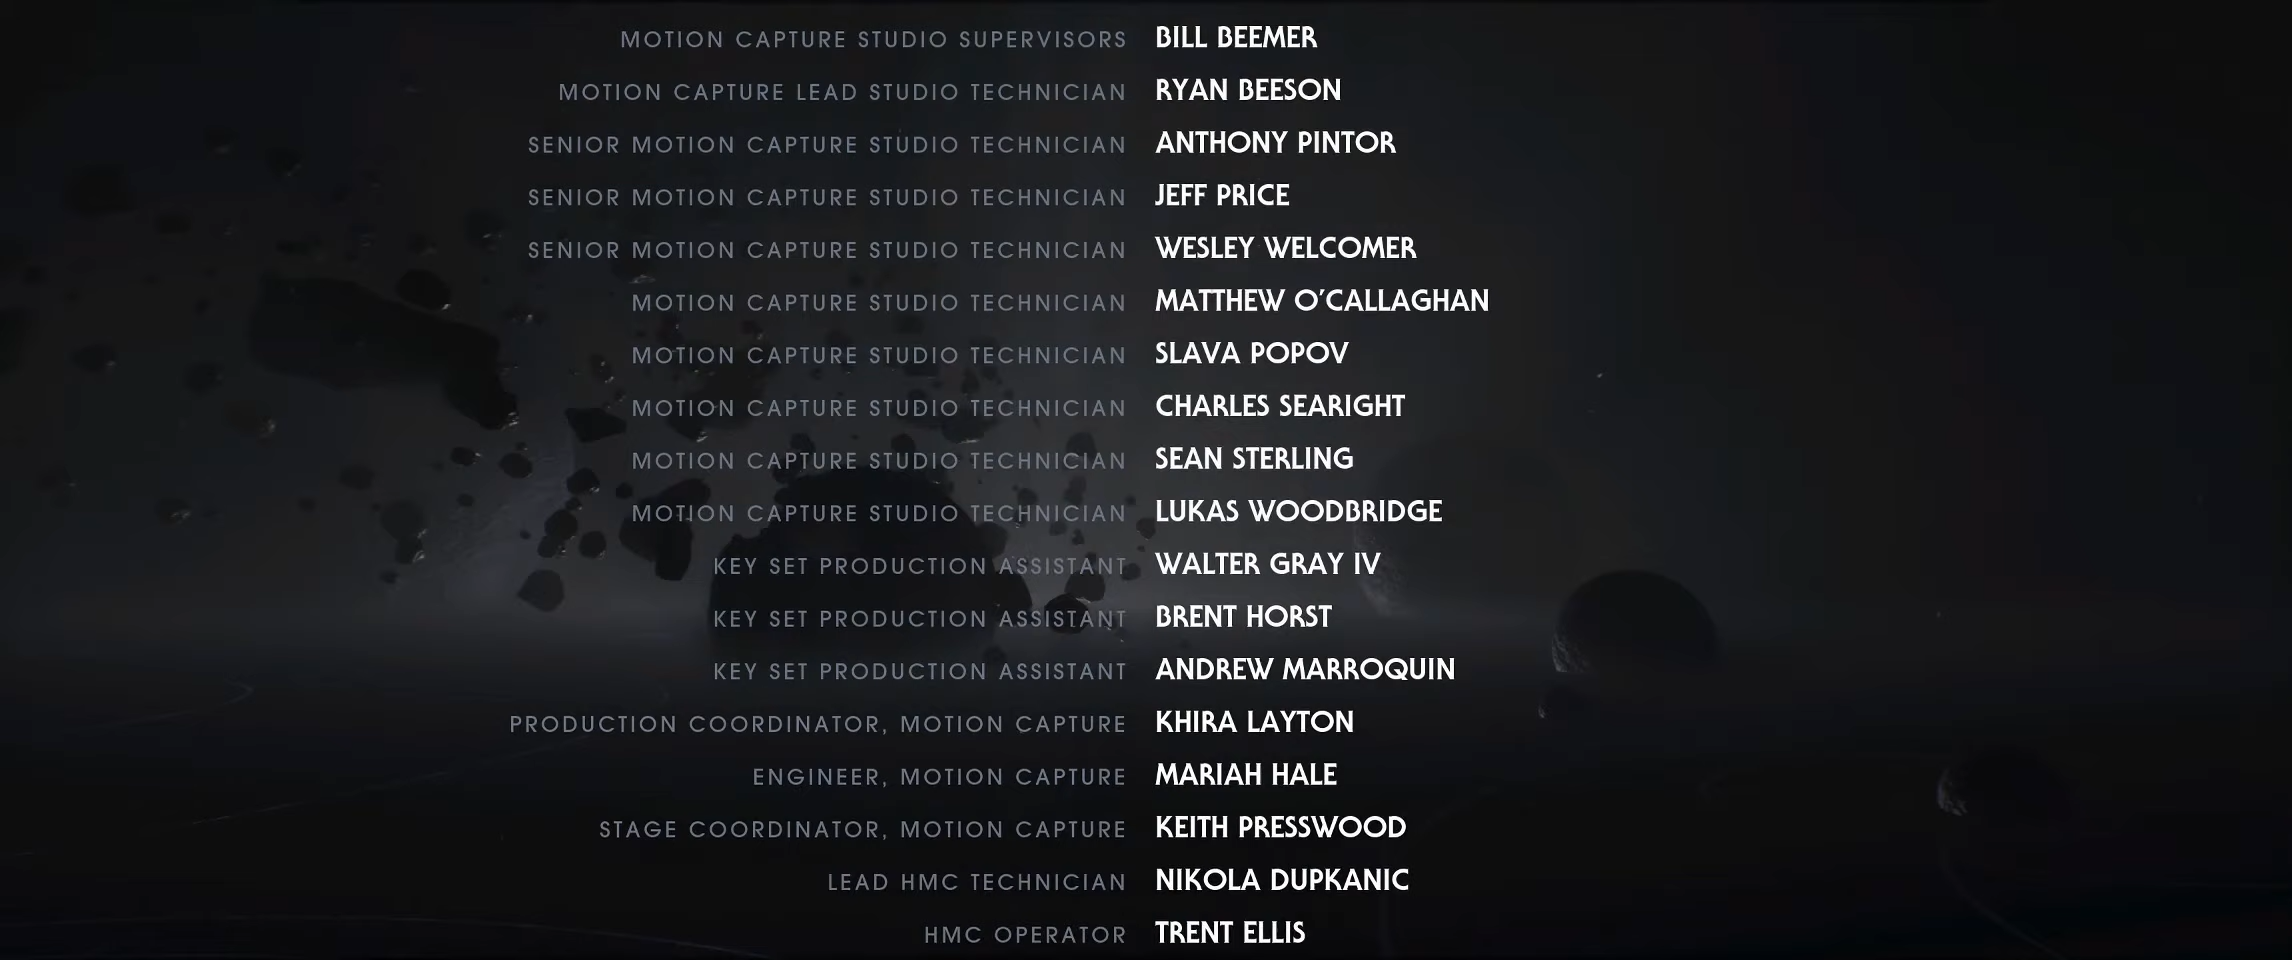 MOTION CAPTURE STUDIO SUPERVISORS BILL BEEMER
MOTION CAPTURE LEAD STUDIO TECHNICIAN RYAN BEESON
SENIOR MOTION CAPTURE STUDIO TECHNICIAN ANTHONY PINTOR
SENIOR MOTION CAPTURE STUDIO TECHNICIAN JEFF PRICE
SENIOR MOTION CAPTURE STUDIO TECHNICIAN WESLEY WELCOMER
MOTION CAPTURE STUDIO TECHNICIAN MATTHEW O'CALLAGHAN
MOTION CAPTURE STUDIO TECHNICIAN SLAVA POPOV
MOTION CAPTURE STUDIO TECHNICIAN CHARLES SEARIGHT
MOTION CAPTURE STUDIO TECHNICIAN SEAN STERLING
MOTION CAPTURE STUDIO TECHNICIAN LUKAS WOODBRIDGE
KEY SET PRODUCTION ASSISTANT WALTER GRAY IV
KEY SET PRODUCTION ASSISTANT BRENT HORST
KEY SET PRODUCTION ASSISTANT ANDREW MARROQUIN
PRODUCTION COORDINATOR, MOTION CAPTURE KHIRA LAYTON
ENGINEER, MOTION CAPTURE MARIAH HALE
STAGE COORDINATOR, MOTION CAPTURE KEITH PRESSWOOD
LEAD HMC TECHNICIAN NIKOLA DUPKANIC
HMC OPERATOR TRENT ELLIS